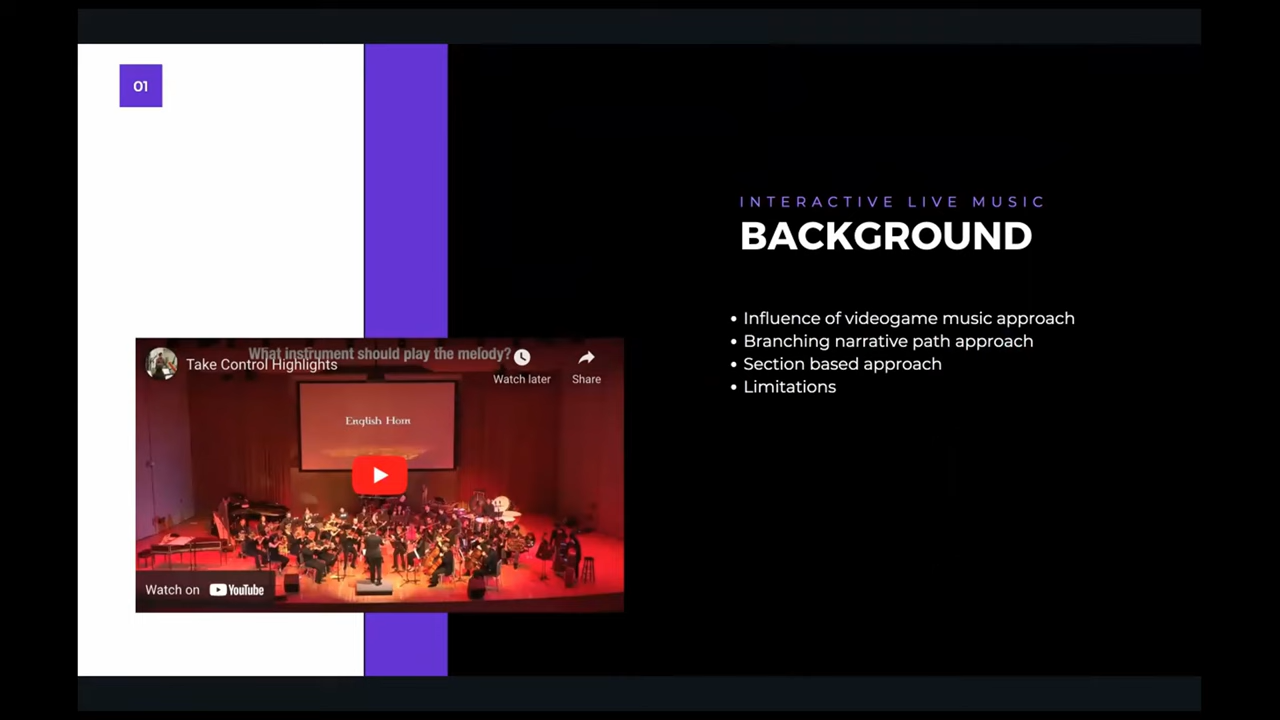 01
INTERACTIVE LIVE MUSIC
BACKGROUND
• Influence of videogame music approach
• Branching narrative path approach
• Section based approach
• Limitations
What instrument should play the melody?
Take Control Highlights
Watch later
Share
English Horn
Watch on YouTube